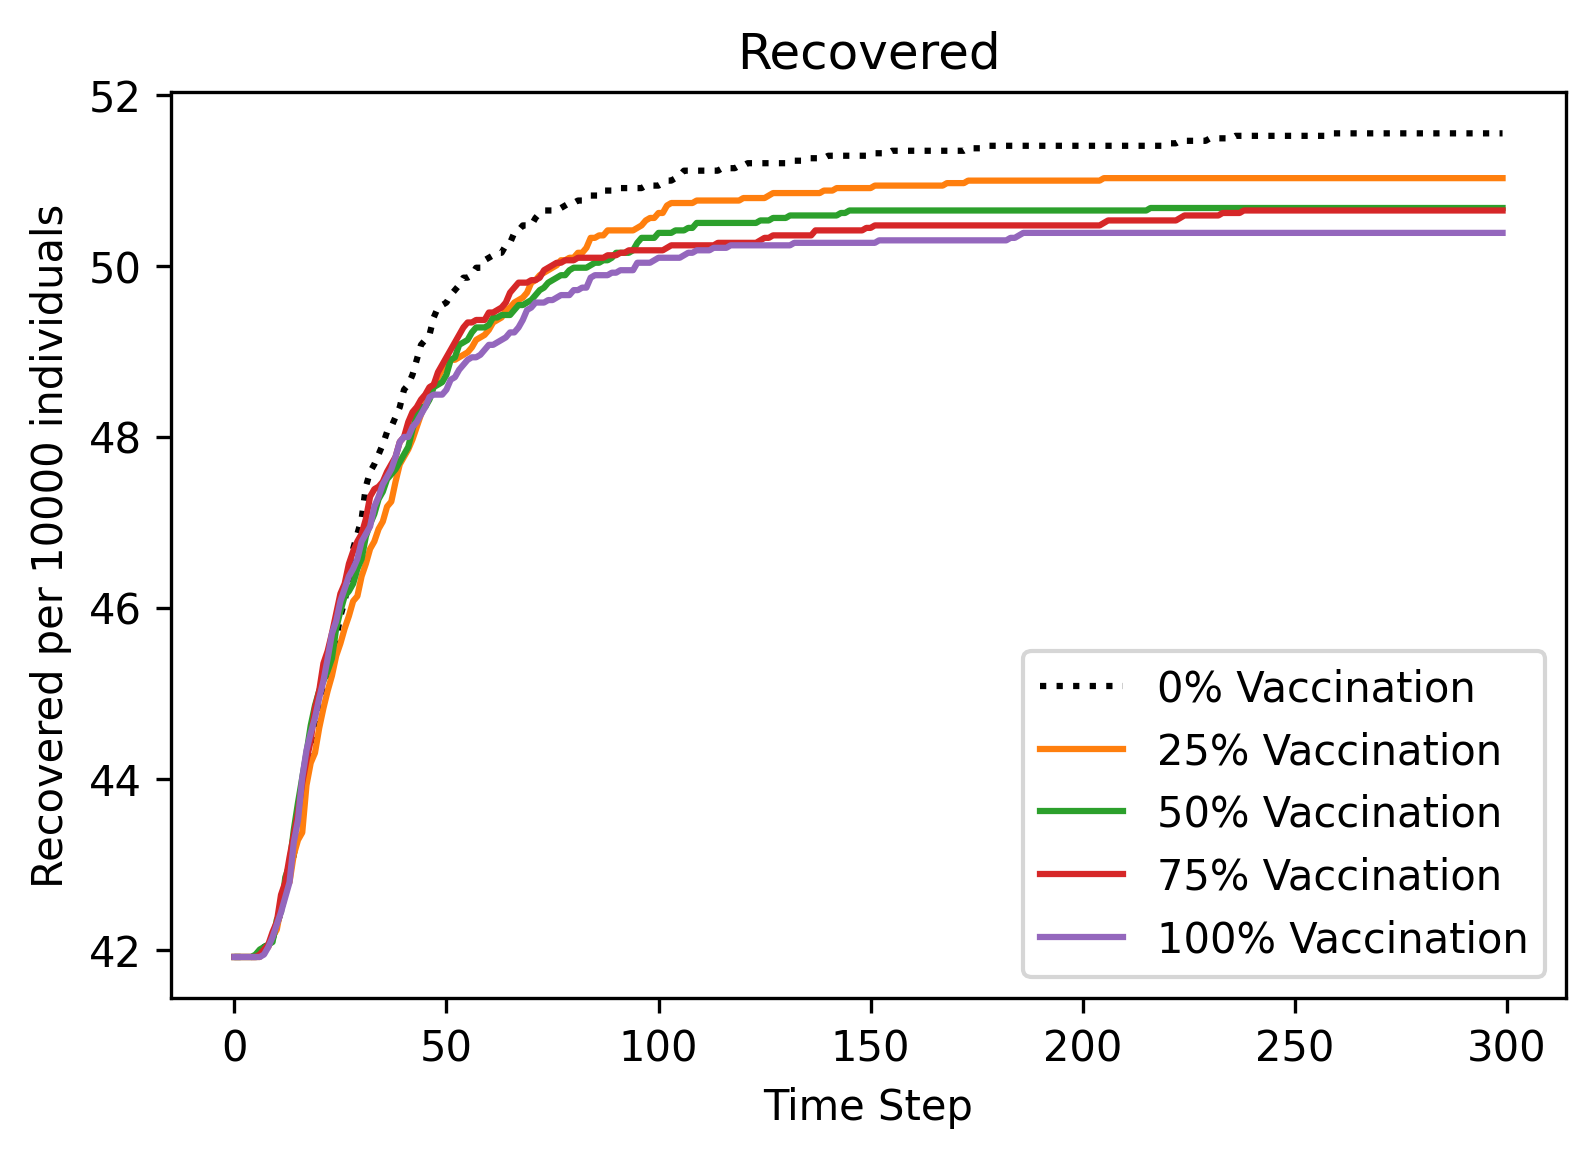 Recovered
Recovered per 10000 individuals
52
50
48
46
44
42
0% Vaccination
25% Vaccination
50% Vaccination
75% Vaccination
100% Vaccination
0 50 100 150 200 250 300
Time Step